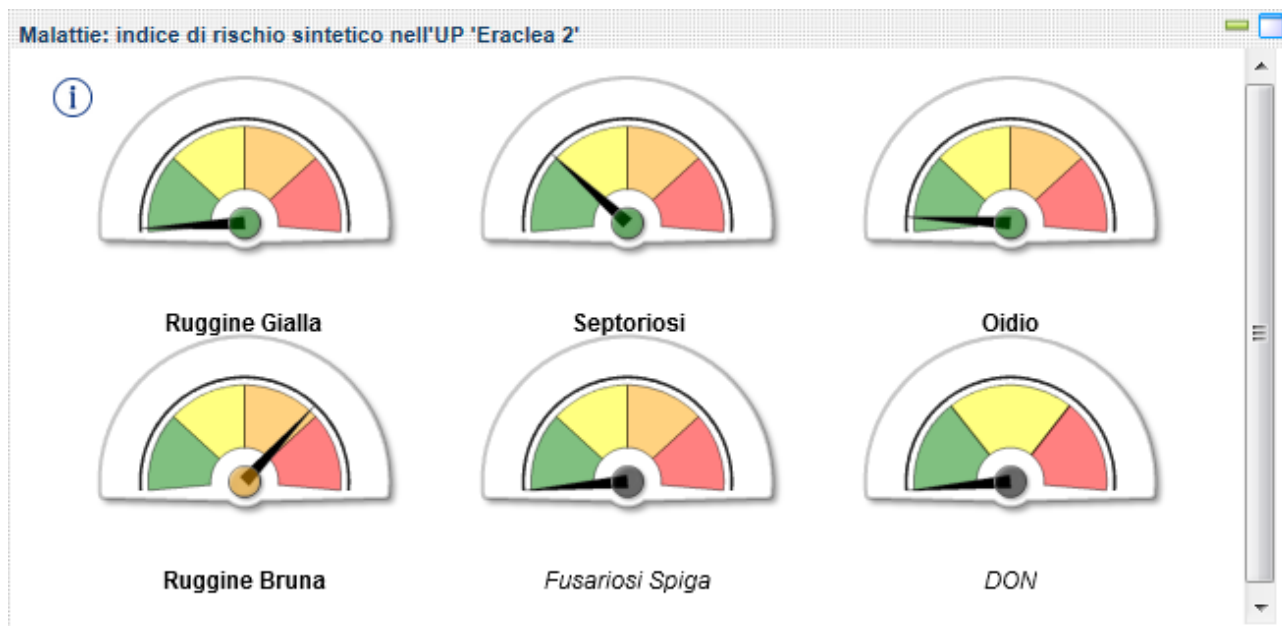 Malattie: indice di rischio sintetico nell'UP 'Eraclea 2'
i
Ruggine Gialla
Septoriosi
Oidio
Ruggine Bruna
Fusariosi Spiga
DON